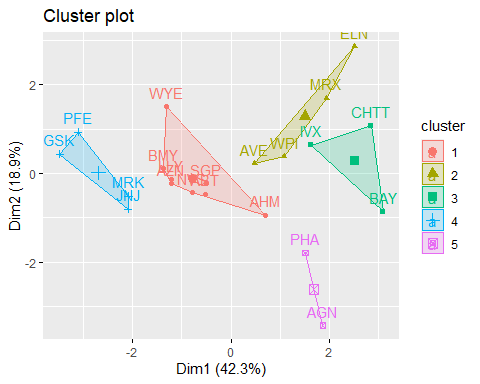 Cluster plot
ELN
MRX
CHTT
WYE
PFE
IVX
GSK
WPI
AVE
BMY
SGP
AZN
MRK
JNJ
AHM
BAY
PHA
AGN
2
0
-2
-2
0
2
Dim1 (42.3%)
Dim2 (18.9%)
cluster
1
2
3
4
5